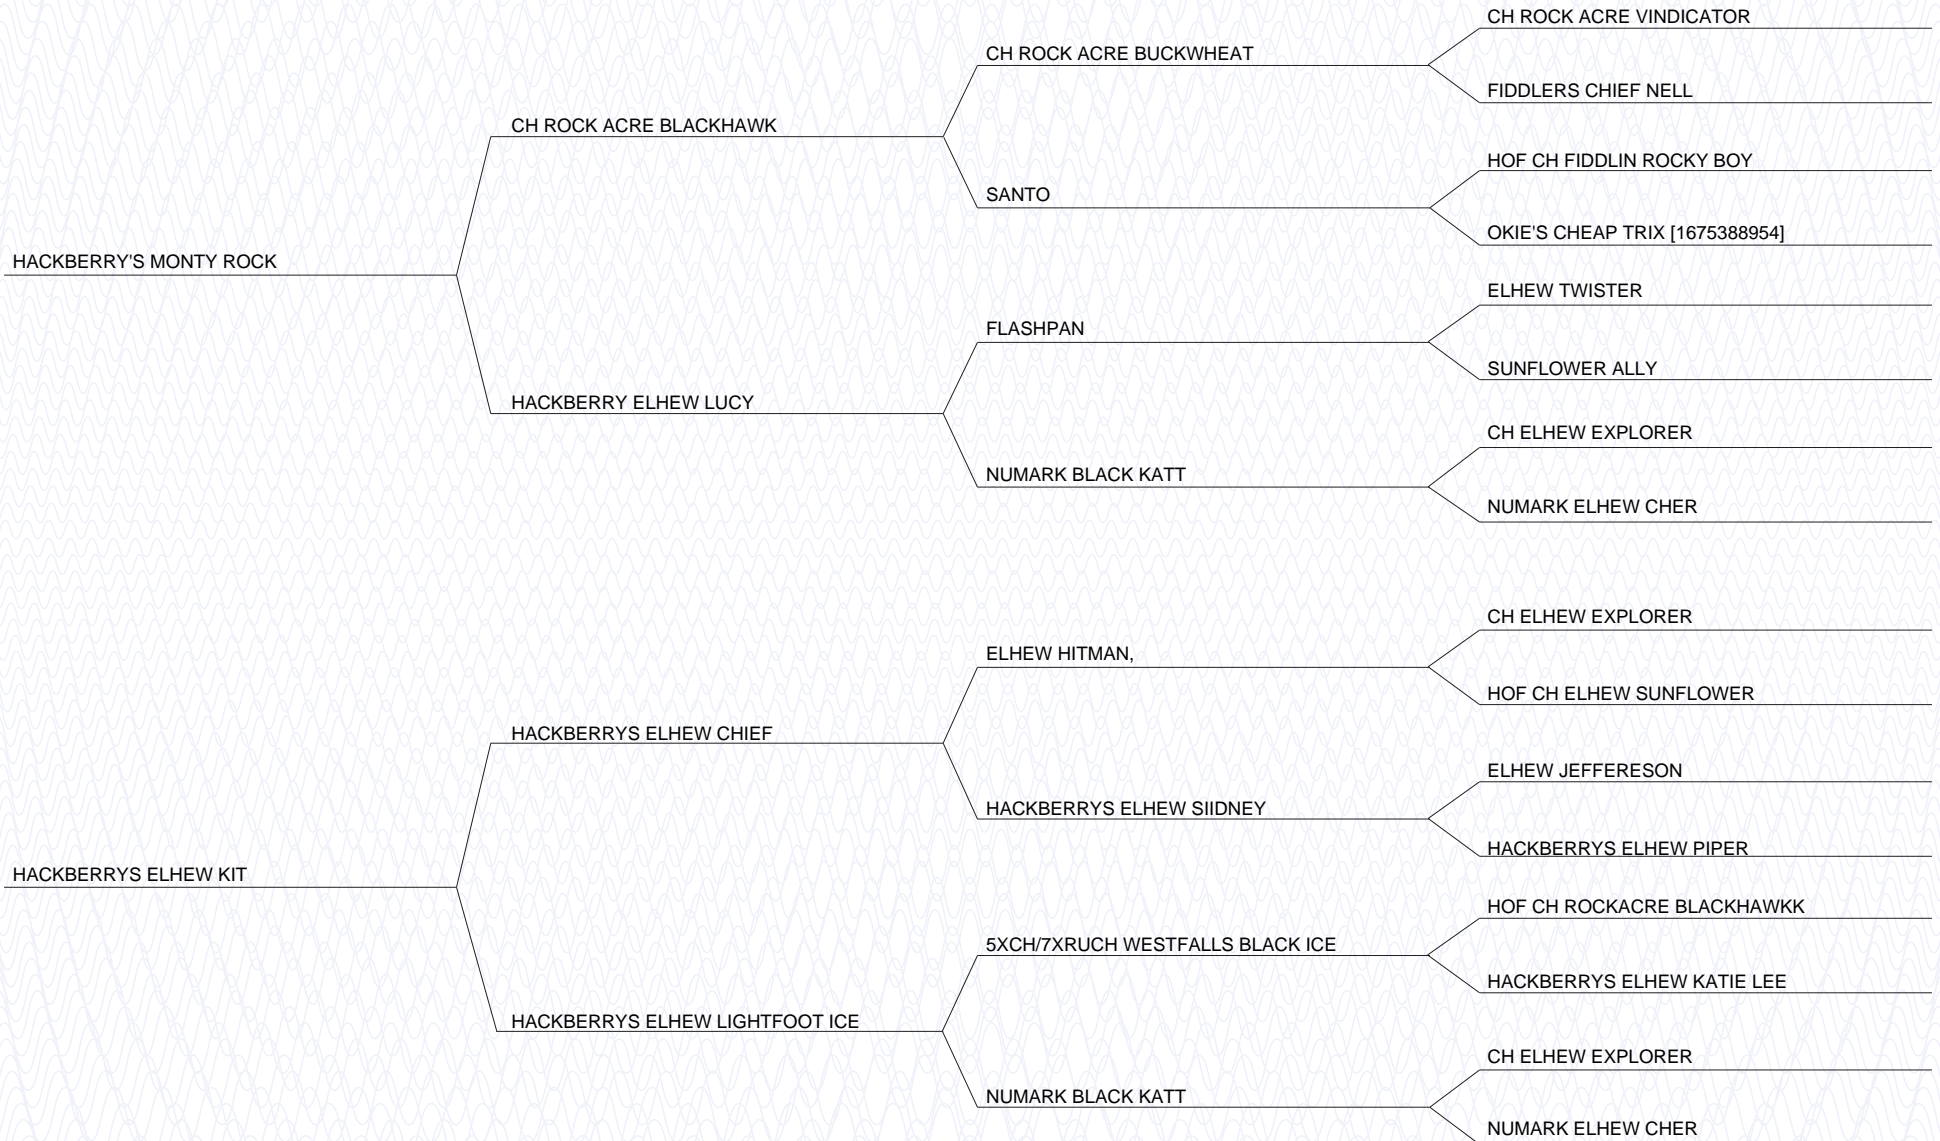 CH ROCK ACRE VINDICATOR
CH ROCK ACRE BUCKWHEAT
FIDDLERS CHIEF NELL
CH ROCK ACRE BLACKHAWK
HOF CH FIDDLIN ROCKY BOY
SANTO
OKIE'S CHEAP TRIX [1675388954]
HACKBERRY'S MONTY ROCK
ELHEW TWISTER
FLASHPAN
SUNFLOWER ALLY
HACKBERRY ELHEW LUCY
CH ELHEW EXPLORER
NUMARK BLACK KATT
NUMARK ELHEW CHER
CH ELHEW EXPLORER
ELHEW HITMAN,
HOF CH ELHEW SUNFLOWER
HACKBERRYS ELHEW CHIEF
ELHEW JEFFERESON
HACKBERRYS ELHEW SIIDNEY
HACKBERRYS ELHEW PIPER
HACKBERRYS ELHEW KIT
HOF CH ROCKACRE BLACKHAWKK
5XCH/7XRUCH WESTFALLS BLACK ICE
HACKBERRYS ELHEW KATIE LEE
HACKBERRYS ELHEW LIGHTFOOT ICE
CH ELHEW EXPLORER
NUMARK BLACK KATT
NUMARK ELHEW CHER